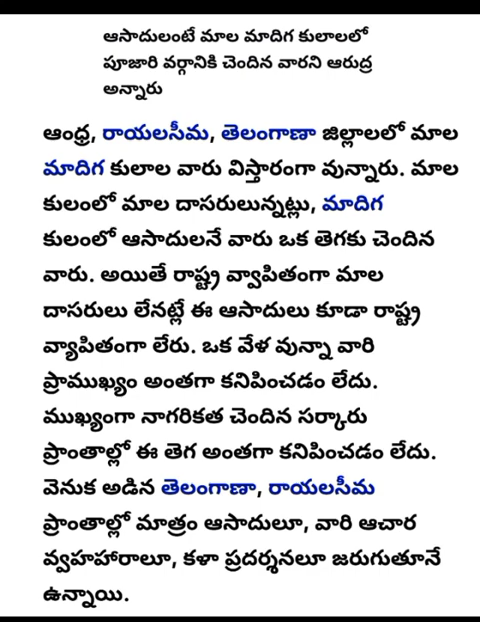 ఆసాదులంటే మాల మాదిగ కులాలలో
పూజారి వర్గానికి చెందిన వారని ఆరుద్ర
అన్నారు
ఆంధ్ర, రాయలసీమ, తెలంగాణా జిల్లాలలో మాల
మాదిగ కులాల వారు విస్తారంగా వున్నారు. మాల
కులంలో మాల దాసరులున్నట్లు, మాదిగ
కులంలో ఆసాదులనే వారు ఒక తెగకు చెందిన
వారు. అయితే రాష్ట్ర వ్వాపితంగా మాల
దాసరులు లేనట్లే ఈ ఆసాదులు కూడా రాష్ట్ర
వ్యాపితంగా లేరు. ఒక వేళ వున్నా వారి
ప్రాముఖ్యం అంతగా కనిపించడం లేదు.
ముఖ్యంగా నాగరికత చెందిన సర్కారు
ప్రాంతాల్లో ఈ తెగ అంతగా కనిపించడం లేదు.
వెనుక అడిన తెలంగాణా, రాయలసీమ
ప్రాంతాల్లో మాత్రం ఆసాదులూ, వారి ఆచార
వ్వహహారాలూ, కళా ప్రదర్శనలూ జరుగుతూనే
ఉన్నాయి.